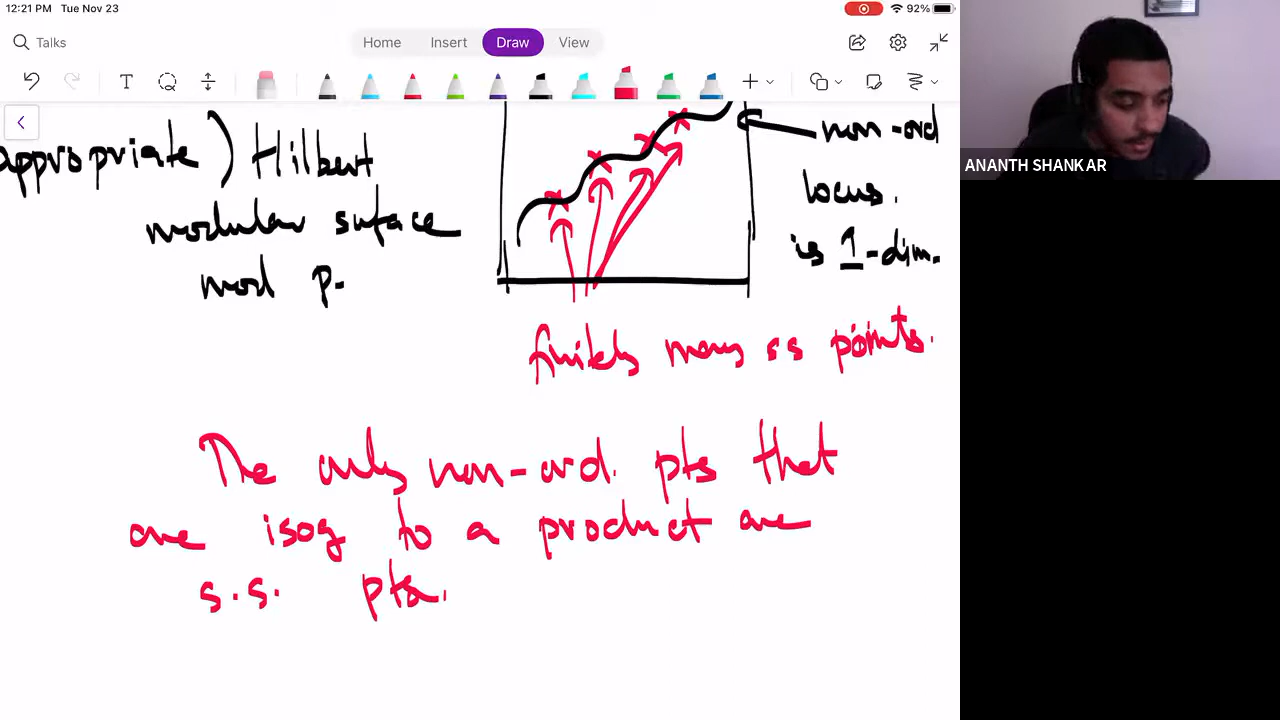 12:21 PM Tue Nov 23
92%
Talks
Home Insert Draw View
appropriate) Hilbert
modular surface
mod p.
non-ord
locus.
is 1-dim.
finitely many ss points.
The only non-ord. pts that
are isog to a product are
s.s. pts.
ANANTH SHANKAR